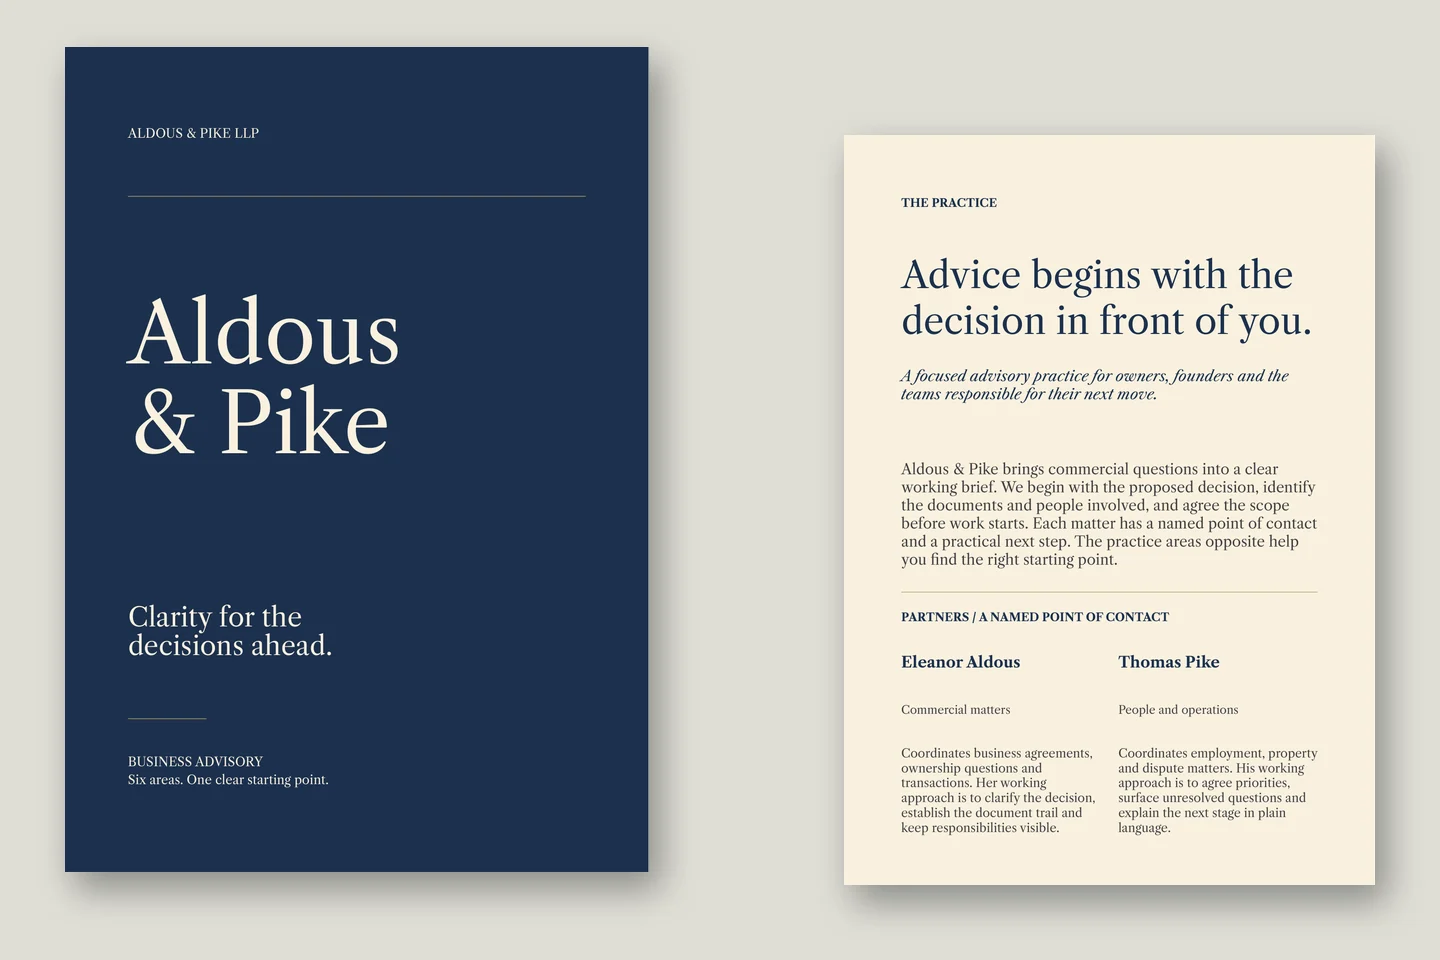 ALDOUS & PIKE LLP
Aldous
& Pike
Clarity for the
decisions ahead.
BUSINESS ADVISORY
Six areas. One clear starting point.
THE PRACTICE
Advice begins with the
decision in front of you.
A focused advisory practice for owners, founders and the
teams responsible for their next move.
Aldous & Pike brings commercial questions into a clear
working brief. We begin with the proposed decision, identify
the documents and people involved, and agree the scope
before work starts. Each matter has a named point of contact
and a practical next step. The practice areas opposite help
you find the right starting point.
PARTNERS / A NAMED POINT OF CONTACT
Eleanor Aldous
Commercial matters
Coordinates business agreements,
ownership questions and
transactions. Her working
approach is to clarify the decision,
establish the document trail and
keep responsibilities visible.
Thomas Pike
People and operations
Coordinates employment, property
and dispute matters. His working
approach is to agree priorities,
surface unresolved questions and
explain the next stage in plain
language.